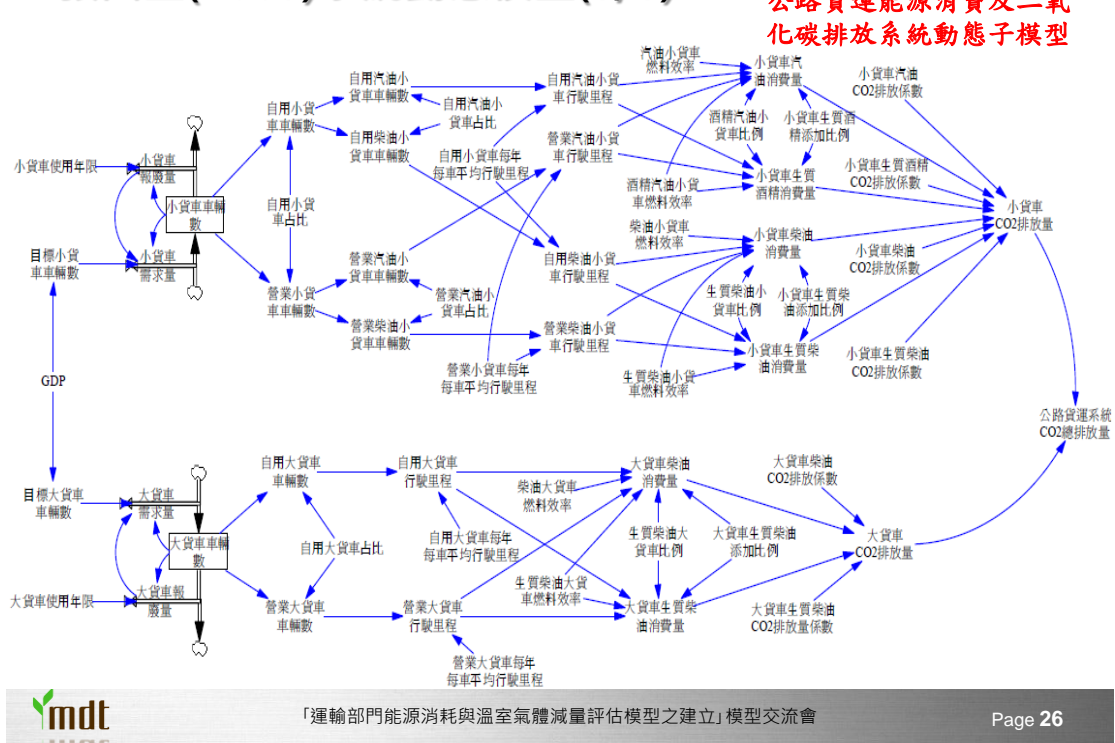 公路貨運能源消費及二氧
化碳排放系統動態子模型
汽油小貨車
燃料效率
小貨車汽
油消費量
小貨車汽油
CO2排放係數
自用汽油小
貨車車輛數
自用汽油小貨
車行駛里程
自用小貨
車車輛數
自用汽油小
貨車占比
酒精汽油小
貨車比例
小貨車生質酒
精添加比例
自用柴油小
貨車車輛數
營業汽油小貨
車行駛里程
自用小貨車每年
每車平均行駛里程
小貨車使用年限
小貨車
報廢量
小貨車生質
酒精消費量
小貨車生質酒精
CO2排放係數
酒精汽油小貨
車燃料效率
小貨車車輛
數
自用小貨
車占比
小貨車
CO2排放量
柴油小貨車
燃料效率
小貨車柴油
消費量
目標小貨
車車輛數
小貨車
需求量
營業汽油小
貨車車輛數
自用柴油小貨
車行駛里程
小貨車柴油
CO2排放係數
營業小貨
車車輛數
營業汽油小
貨車占比
生質柴油小
貨車比例
小貨車生質柴
油添加比例
營業柴油小
貨車車輛數
營業柴油小貨
車行駛里程
小貨車生質柴
油消費量
小貨車生質柴油
CO2排放係數
GDP
營業小貨車每年
每車平均行駛里程
生質柴油小貨
車燃料效率
公路貨運系統
CO2總排放量
自用大貨車
車輛數
自用大貨車
行駛里程
大貨車柴油
消費量
大貨車柴油
CO2排放係數
目標大貨車
車輛數
大貨車
需求量
柴油大貨車
燃料效率
大貨車車輛
數
自用大貨車占比
自用大貨車每年
每車平均行駛里程
生質柴油大
貨車比例
大貨車生質柴油
添加比例
大貨車
CO2排放量
大貨車使用年限
大貨車報
廢量
生質柴油大貨
車燃料效率
營業大貨車
車輛數
營業大貨車
行駛里程
大貨車生質柴
油消費量
大貨車生質柴油
CO2排放量係數
營業大貨車每年
每車平均行駛里程
mdt
「運輸部門能源消耗與溫室氣體減量評估模型之建立」模型交流會
Page 26